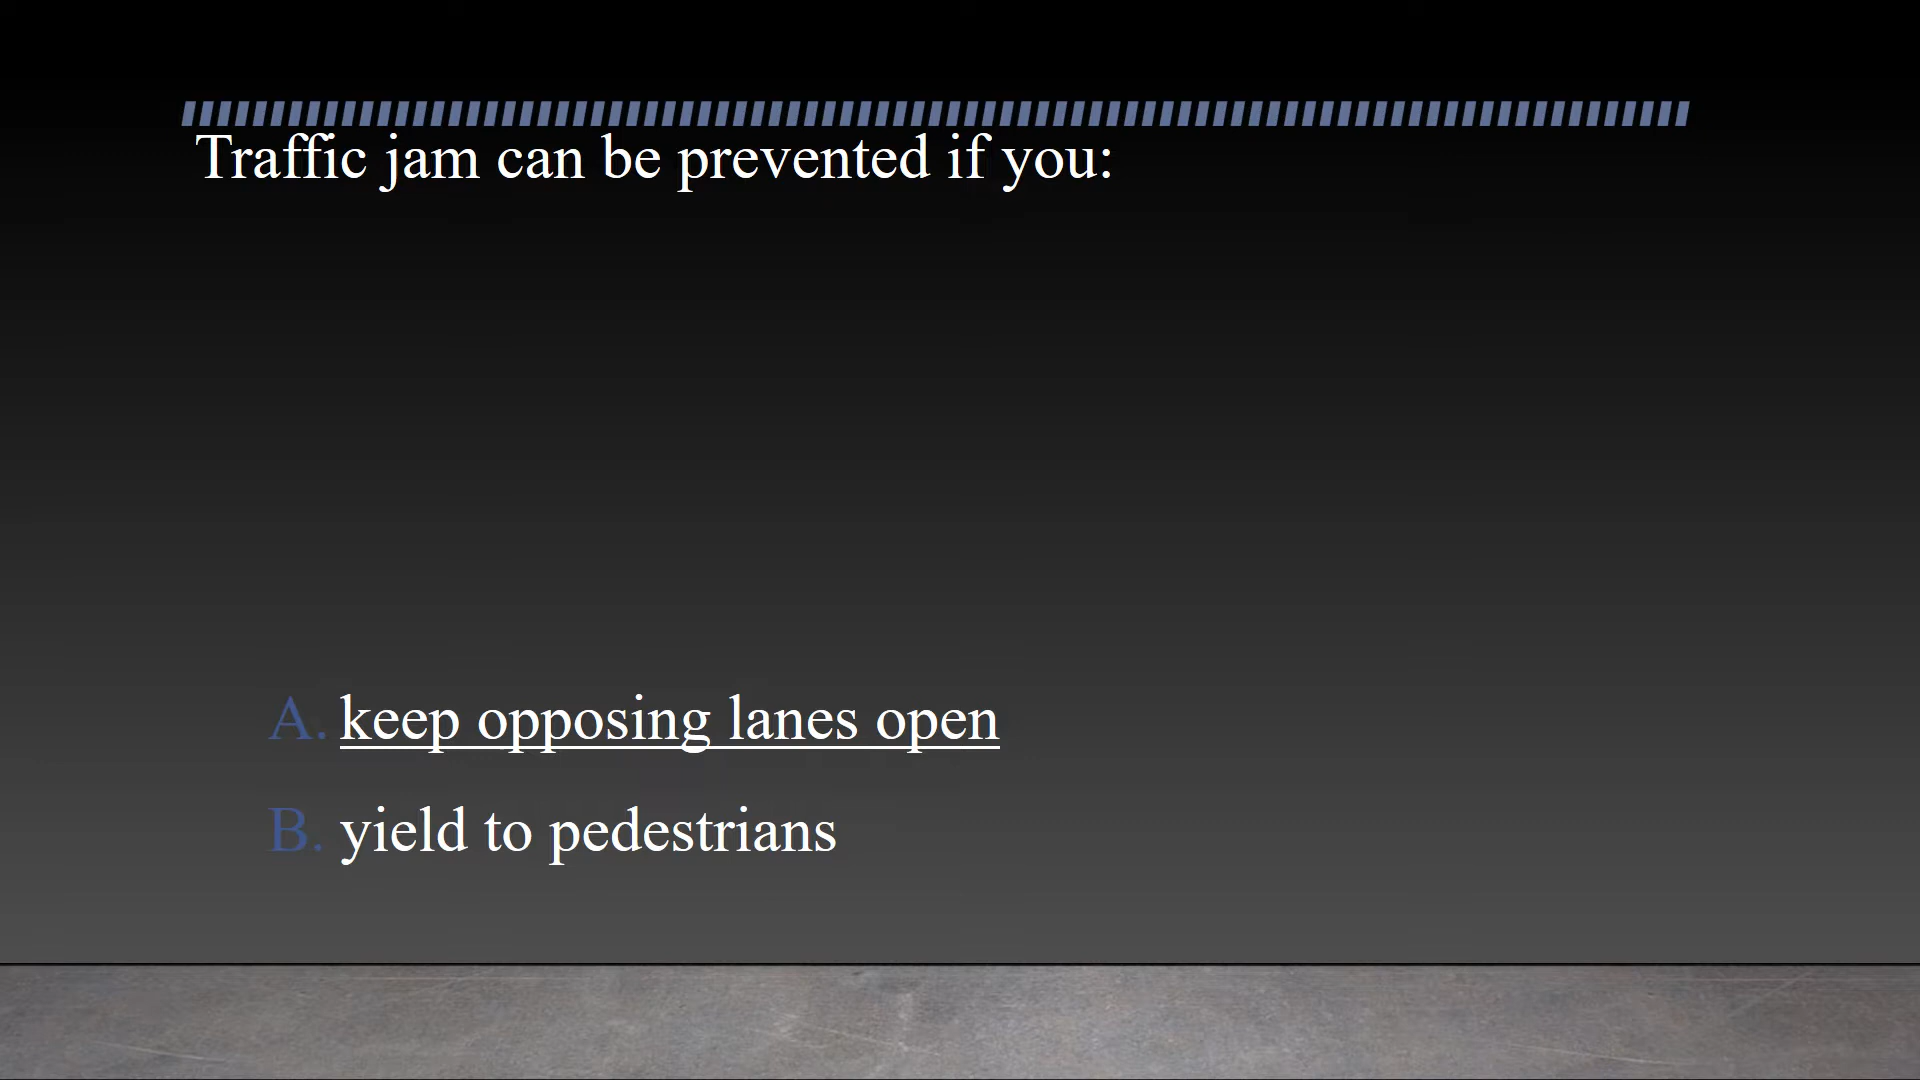 Traffic jam can be prevented if you:
A. keep opposing lanes open
B. yield to pedestrians